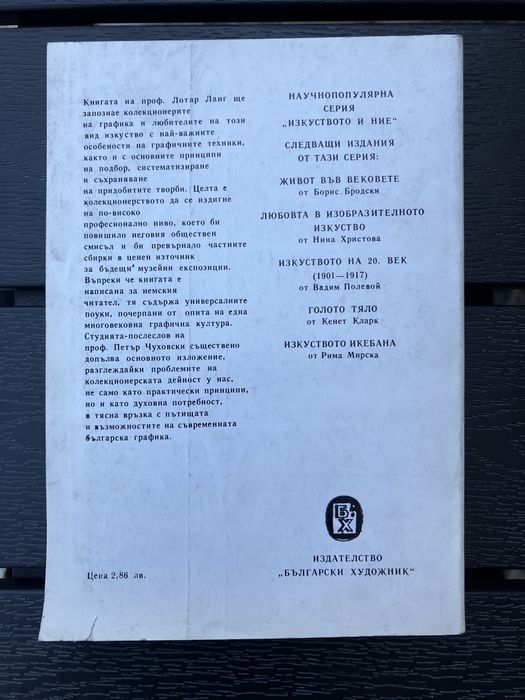 Книгата на проф. Лотар Ланг ще
запознае колекционерите
на графика и любителите на този
вид изкуство с най-важните
особености на графичните техники,
както и с основните принципи
на подбор, систематизиране
и съхраняване
на придобитите творби. Целта е
колекционерството да се издигне
на по-високо
професионално ниво, което би
повишило неговия обществен
смисъл и би превърнало частните
сбирки в ценен източник
за бъдещи музейни експозиции.
Въпреки че книгата е
написана за немския
читател, тя съдържа универсалните
поуки, почерпани от опита на една
многовековна графична култура.
Студията-послеслов на
проф. Петър Чуховски съществено
допълва основното изложение,
разглеждайки проблемите на
колекционерската дейност у нас,
не само като практически принципи,
но и като духовна потребност,
в тясна връзка с пътищата
и възможностите на съвременната
българска графика.
Цена 2,86 лв.
НАУЧНОПОПУЛЯРНА
СЕРИЯ
„ИЗКУСТВОТО И НИЕ"
СЛЕДВАЩИ ИЗДАНИЯ
ОТ ТАЗИ СЕРИЯ:
ЖИВОТ ВЪВ ВЕКОВЕТЕ
от Борис Бродски
ЛЮБОВТА В ИЗОБРАЗИТЕЛНОТО
ИЗКУСТВО
от Нина Христова
ИЗКУСТВОТО НА 20. ВЕК
(1901—1917)
от Вадим Полевой
ГОЛОТО ТЯЛО
от Кенет Кларк
ИЗКУСТВОТО ИКЕБАНА
от Рима Мирска
Б:Х
ИЗДАТЕЛСТВО
„БЪЛГАРСКИ ХУДОЖНИК"